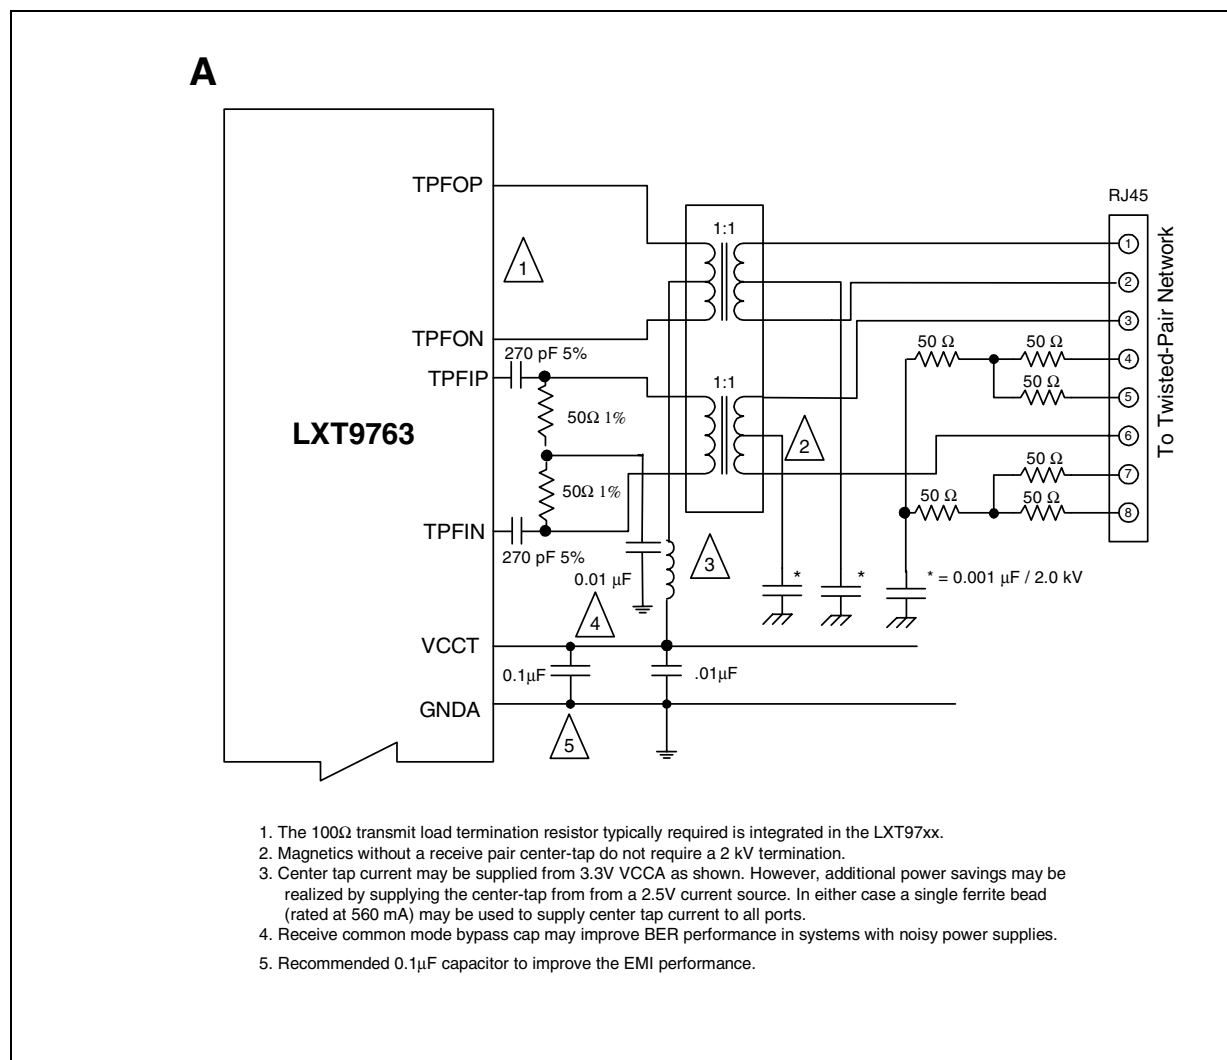 A
TPFOP
RJ45
1:1
1
1
2
To Twisted-Pair Network
3
TPFON
50 Ω
50 Ω
4
270 pF 5%
TPFIP
1:1
50 Ω
5
50Ω 1%
LXT9763
2
6
50 Ω
7
50Ω 1%
50 Ω
50 Ω
8
TPFIN
270 pF 5%
3
0.01 μF
*
*
* = 0.001 μF / 2.0 kV
4
VCCT
0.1μF
.01μF
GNDA
5
1. The 100Ω transmit load termination resistor typically required is integrated in the LXT97xx.
2. Magnetics without a receive pair center-tap do not require a 2 kV termination.
3. Center tap current may be supplied from 3.3V VCCA as shown. However, additional power savings may be
realized by supplying the center-tap from from a 2.5V current source. In either case a single ferrite bead
(rated at 560 mA) may be used to supply center tap current to all ports.
4. Receive common mode bypass cap may improve BER performance in systems with noisy power supplies.
5. Recommended 0.1μF capacitor to improve the EMI performance.